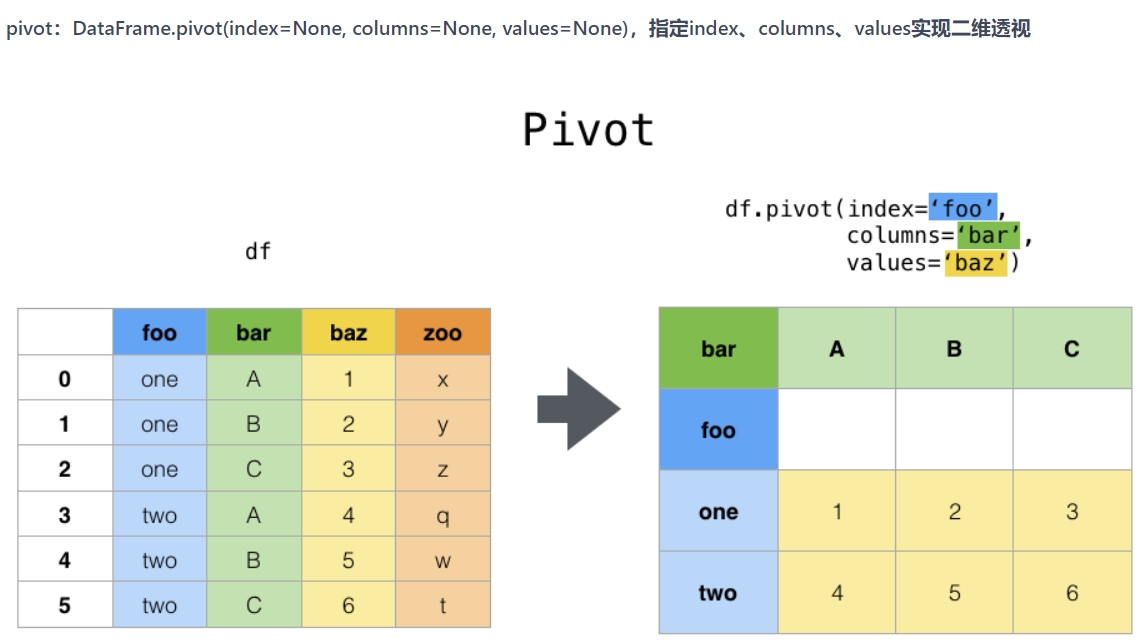 pivot：DataFrame.pivot(index=None, columns=None, values=None)，指定index、columns、values实现二维透视
Pivot
df
foo bar baz zoo
0 one A 1 x
1 one B 2 y
2 one C 3 z
3 two A 4 q
4 two B 5 w
5 two C 6 t
df.pivot(index=‘foo’,
columns=‘bar’,
values=‘baz’)
bar A B C
foo
one 1 2 3
two 4 5 6